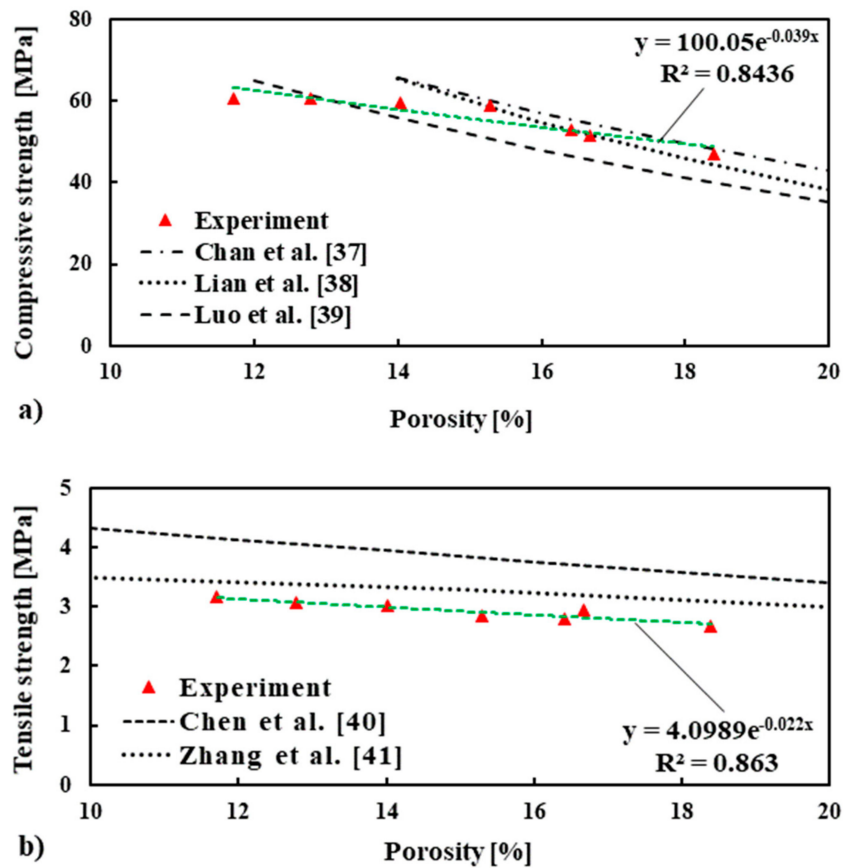 80
60
40
20
0
Compressive strength [MPa]
y = 100.05e-0.039x
R² = 0.8436
Experiment
Chan et al. [37]
Lian et al. [38]
Luo et al. [39]
10 12 14 16 18 20
a)
Porosity [%]
5
4
3
2
1
0
Tensile strength [MPa]
Experiment
Chen et al. [40]
Zhang et al. [41]
y = 4.0989e-0.022x
R² = 0.863
10 12 14 16 18 20
b)
Porosity [%]